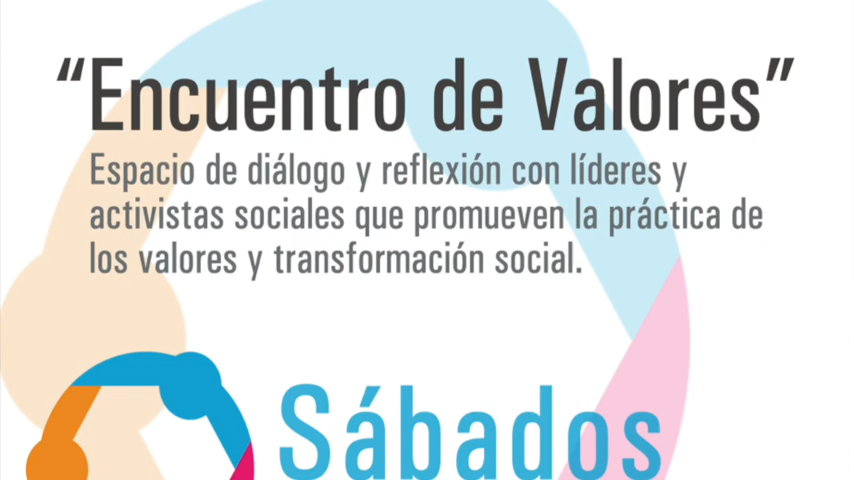 “Encuentro de Valores”
Espacio de diálogo y reflexión con líderes y
activistas sociales que promueven la práctica de
los valores y transformación social.
Sábados